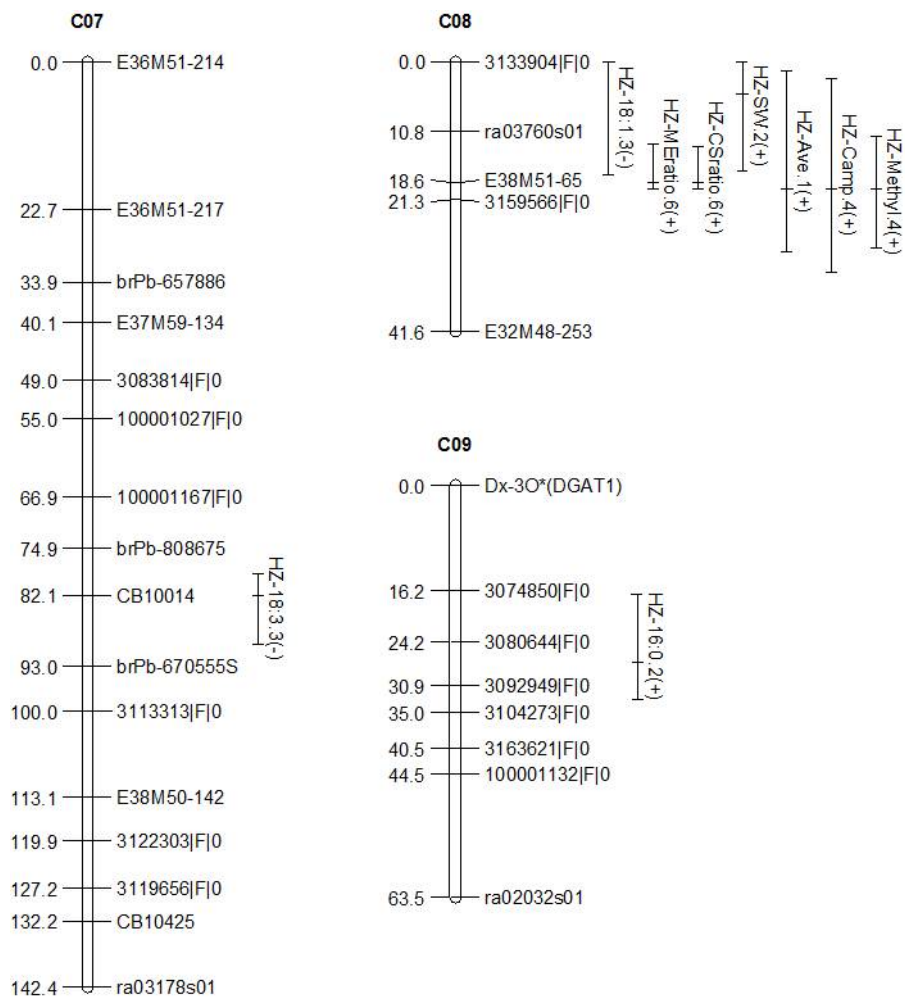 C07
0.0 E36M51-214
22.7 E36M51-217
33.9 brPb-657886
40.1 E37M59-134
49.0 3083814|F|0
55.0 100001027|F|0
66.9 100001167|F|0
74.9 brPb-808675
82.1 CB10014
93.0 brPb-670555S
100.0 3113313|F|0
113.1 E38M50-142
119.9 3122303|F|0
127.2 3119656|F|0
132.2 CB10425
142.4 ra03178s01
HZ-18:3.3(-)
C08
0.0 3133904|F|0
10.8 ra03760s01
18.6 E38M51-65
21.3 3159566|F|0
41.6 E32M48-253
HZ-18:1.3(-)
HZ-MEratio.6(+)
HZ-CSratio.6(+)
HZ-SW.2(+)
HZ-Ave.1(+)
HZ-Camp.4(+)
HZ-Methyl.4(+)
C09
0.0 Dx-3O*(DGAT1)
16.2 3074850|F|0
24.2 3080644|F|0
30.9 3092949|F|0
35.0 3104273|F|0
40.5 3163621|F|0
44.5 100001132|F|0
63.5 ra02032s01
HZ-16:0.2(+)